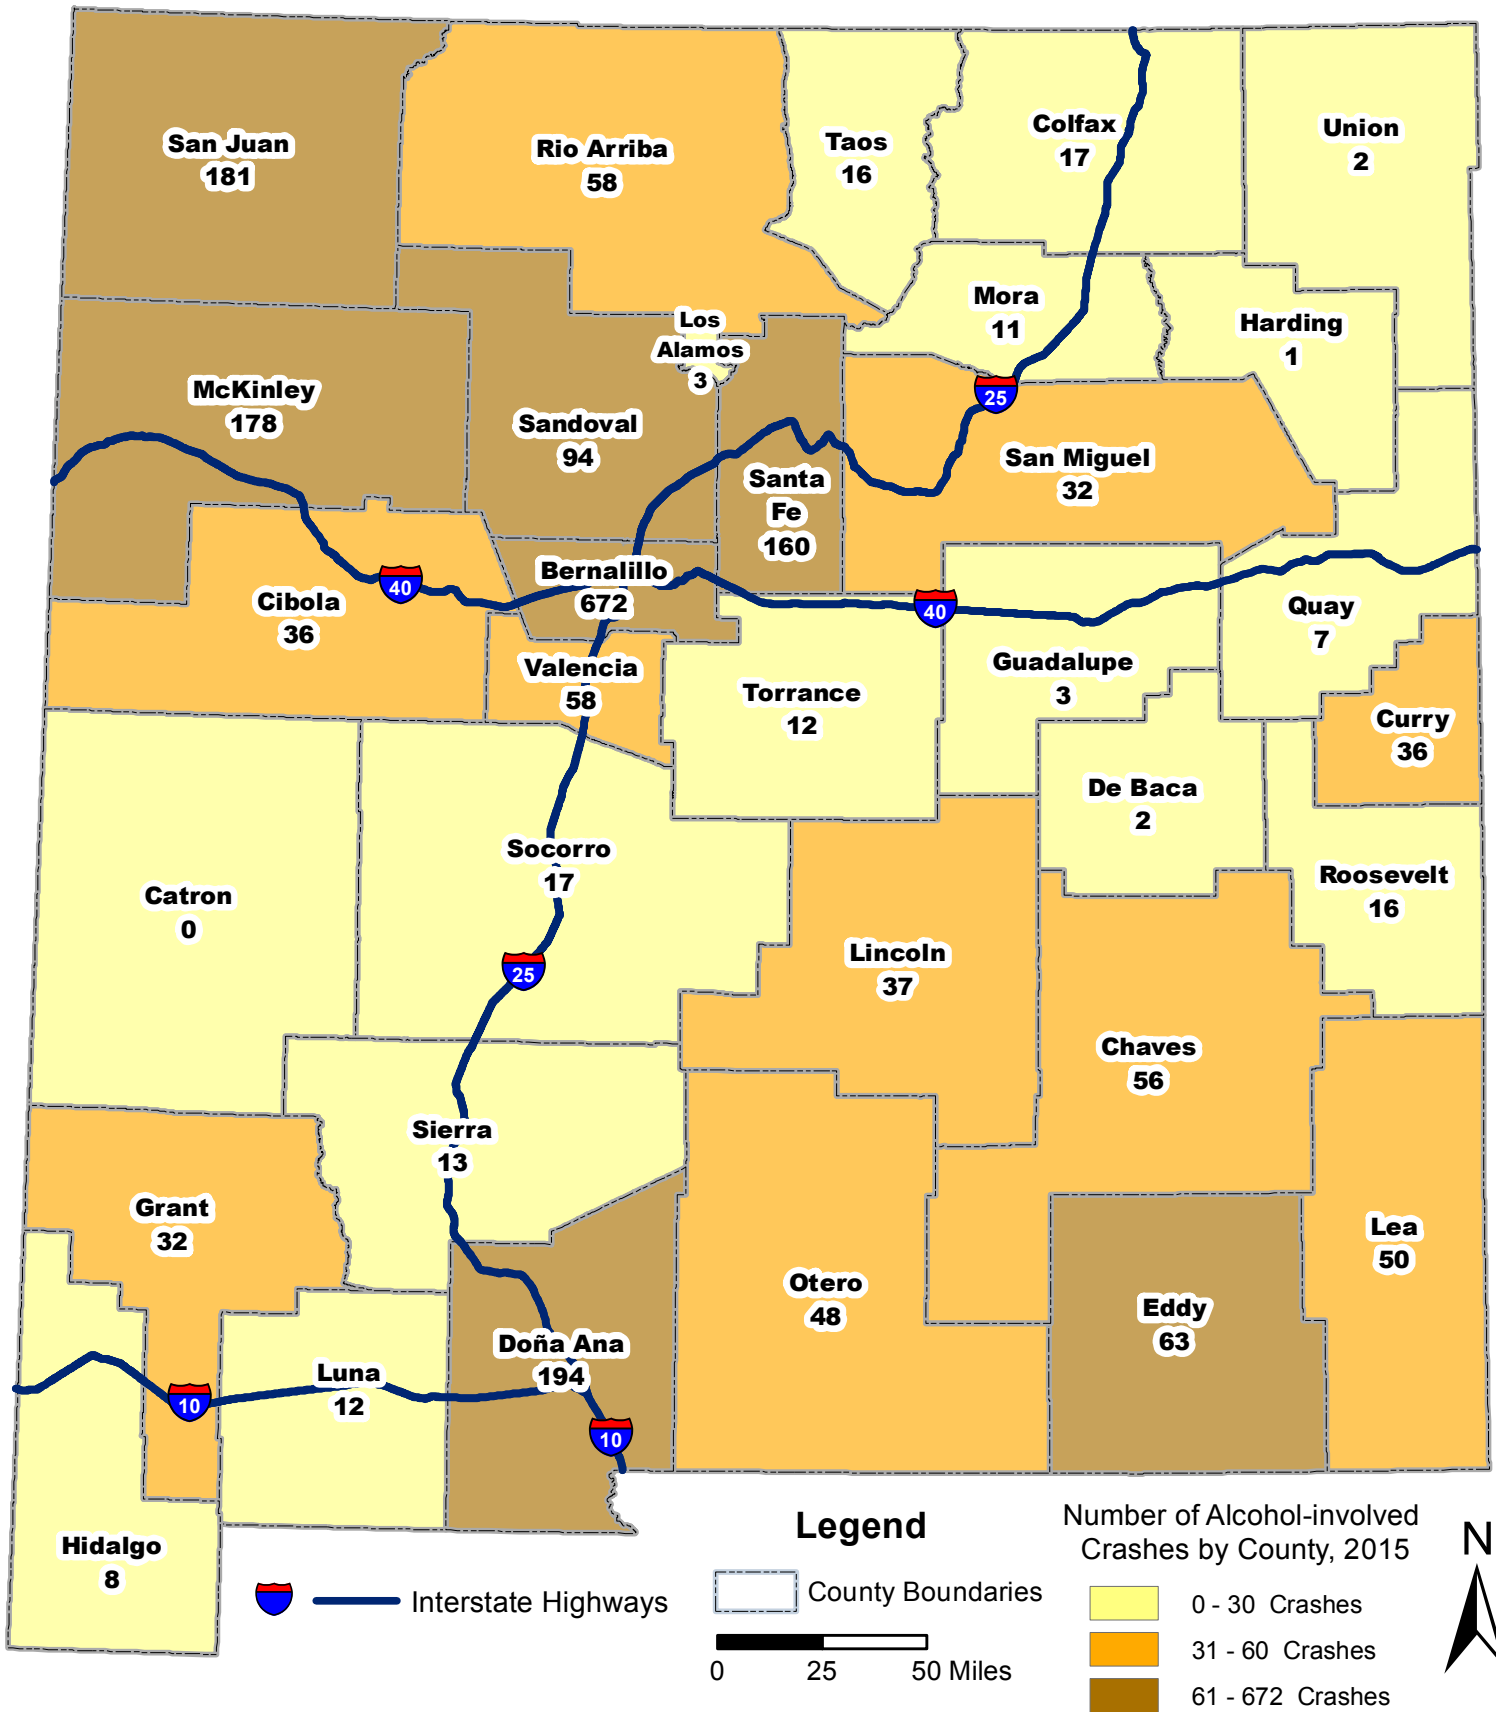 San Juan
181
Rio Arriba
58
Taos
16
Colfax
17
Union
2
Mora
11
Harding
1
Los
Alamos
3
McKinley
178
Sandoval
94
Santa
Fe
160
San Miguel
32
25
Bernalillo
672
40
40
Cibola
36
Valencia
58
Torrance
12
Guadalupe
3
Quay
7
Curry
36
De Baca
2
Roosevelt
16
Catron
0
Socorro
17
25
Lincoln
37
Chaves
56
Sierra
13
Grant
32
Lea
50
Otero
48
Eddy
63
Doña Ana
194
Luna
12
10
10
Hidalgo
8
Interstate Highways
Legend
County Boundaries
0 25 50 Miles
Number of Alcohol-involved
Crashes by County, 2015
0 - 30 Crashes
31 - 60 Crashes
61 - 672 Crashes
N